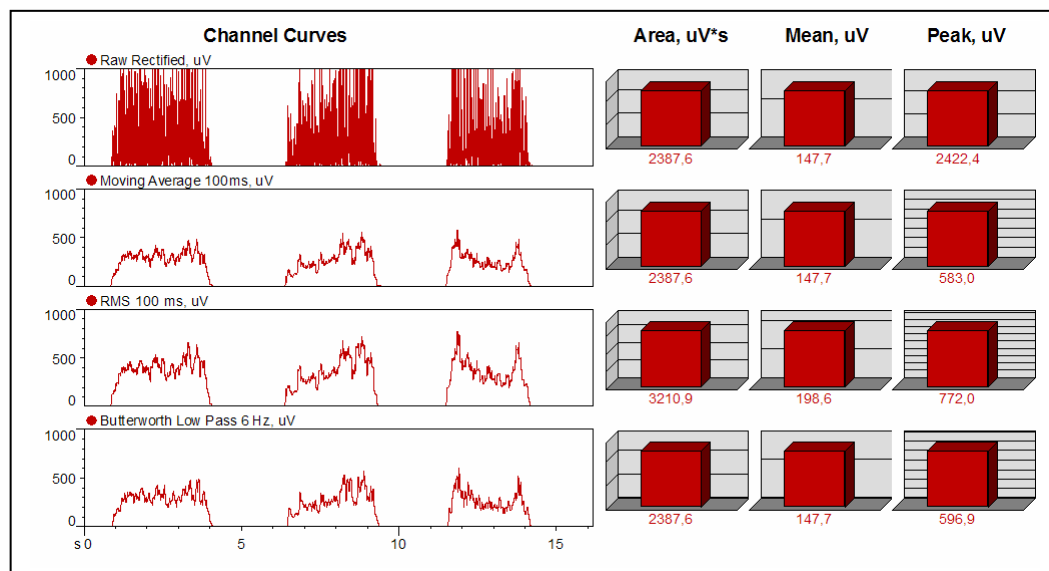 Channel Curves Area, uV*s Mean, uV Peak, uV
Raw Rectified, uV
1000
500
0
2387,6 147,7 2422,4
Moving Average 100ms, uV
1000
500
0
2387,6 147,7 583,0
RMS 100 ms, uV
1000
500
0
3210,9 198,6 772,0
Butterworth Low Pass 6 Hz, uV
1000
500
0
2387,6 147,7 596,9
s 0 5 10 15